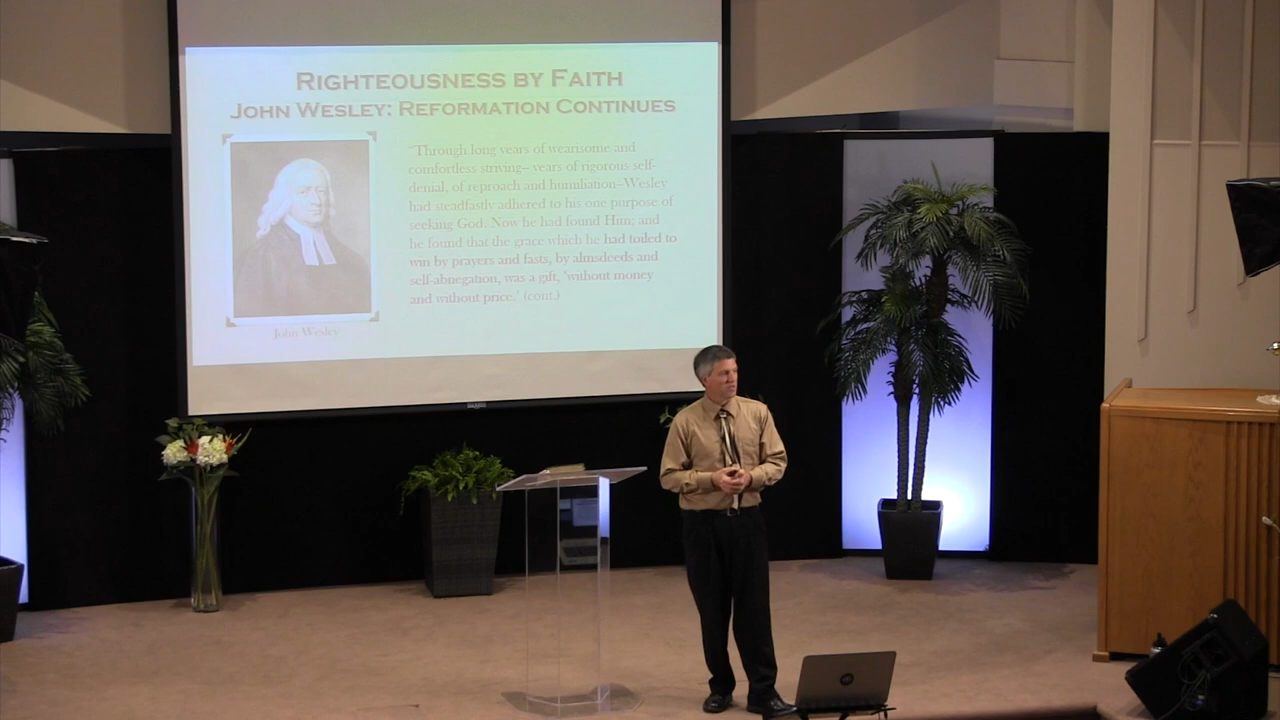 RIGHTEOUSNESS BY FAITH
JOHN WESLEY: REFORMATION CONTINUES
"Through long years of wearisome and
comfortless striving– years of rigorous self-
denial, of reproach and humiliation–Wesley
had steadfastly adhered to his one purpose of
seeking God. Now he had found Him; and
he found that the grace which he had toiled to
win by prayers and fasts, by almsdeeds and
self-abnegation, was a gift, 'without money
and without price.' (cont.)
John Wesley